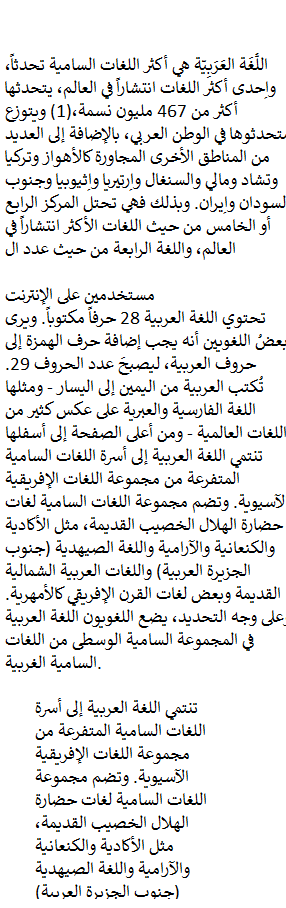 اللَّغَة العَرَبِيّة هي أكثر اللغات السامية تحدثاً،
وإحدى أكثر اللغات انتشاراً في العالم، يتحدثها
أكثر من 467 مليون نسمة،(1) ويتوزع
متحدثوها في الوطن العربي، بالإضافة إلى العديد
من المناطق الأخرى المجاورة كالأهواز وتركيا
وتشاد ومالي والسنغال وإرتيريا وإثيوبيا وجنوب
السودان وإيران. وبذلك فهي تحتل المركز الرابع
أو الخامس من حيث اللغات الأكثر انتشاراً في
العالم، واللغة الرابعة من حيث عدد ال
مستخدمين على الإنترنت
تحتوي اللغة العربية 28 حرفاً مكتوباً. ويرى
بعضُ اللغويين أنه يجب إضافة حرف الهمزة إلى
حروف العربية، ليصبحَ عدد الحروف 29.
تُكتب العربية من اليمين إلى اليسار - ومثلها
اللغة الفارسية والعبرية على عكس كثير من
اللغات العالمية - ومن أعلى الصفحة إلى أسفلها
تنتمي اللغة العربية إلى أسرة اللغات السامية
المتفرعة من مجموعة اللغات الإفريقية
الآسيوية. وتضم مجموعة اللغات السامية لغات
حضارة الهلال الخصيب القديمة، مثل الأكادية
والكنعانية والآرامية واللغة الصيهدية (جنوب
الجزيرة العربية) واللغات العربية الشمالية
القديمة وبعض لغات القرن الإفريقي كالأمهرية.
وعلى وجه التحديد، يضع اللغويون اللغة العربية
في المجموعة السامية الوسطى من اللغات
السامية الغربية.
تنتمي اللغة العربية إلى أسرة
اللغات السامية المتفرعة من
مجموعة اللغات الإفريقية
الآسيوية. وتضم مجموعة
اللغات السامية لغات حضارة
الهلال الخصيب القديمة،
مثل الأكادية والكنعانية
والآرامية واللغة الصيهدية
(جنوب الجزيرة العربية)